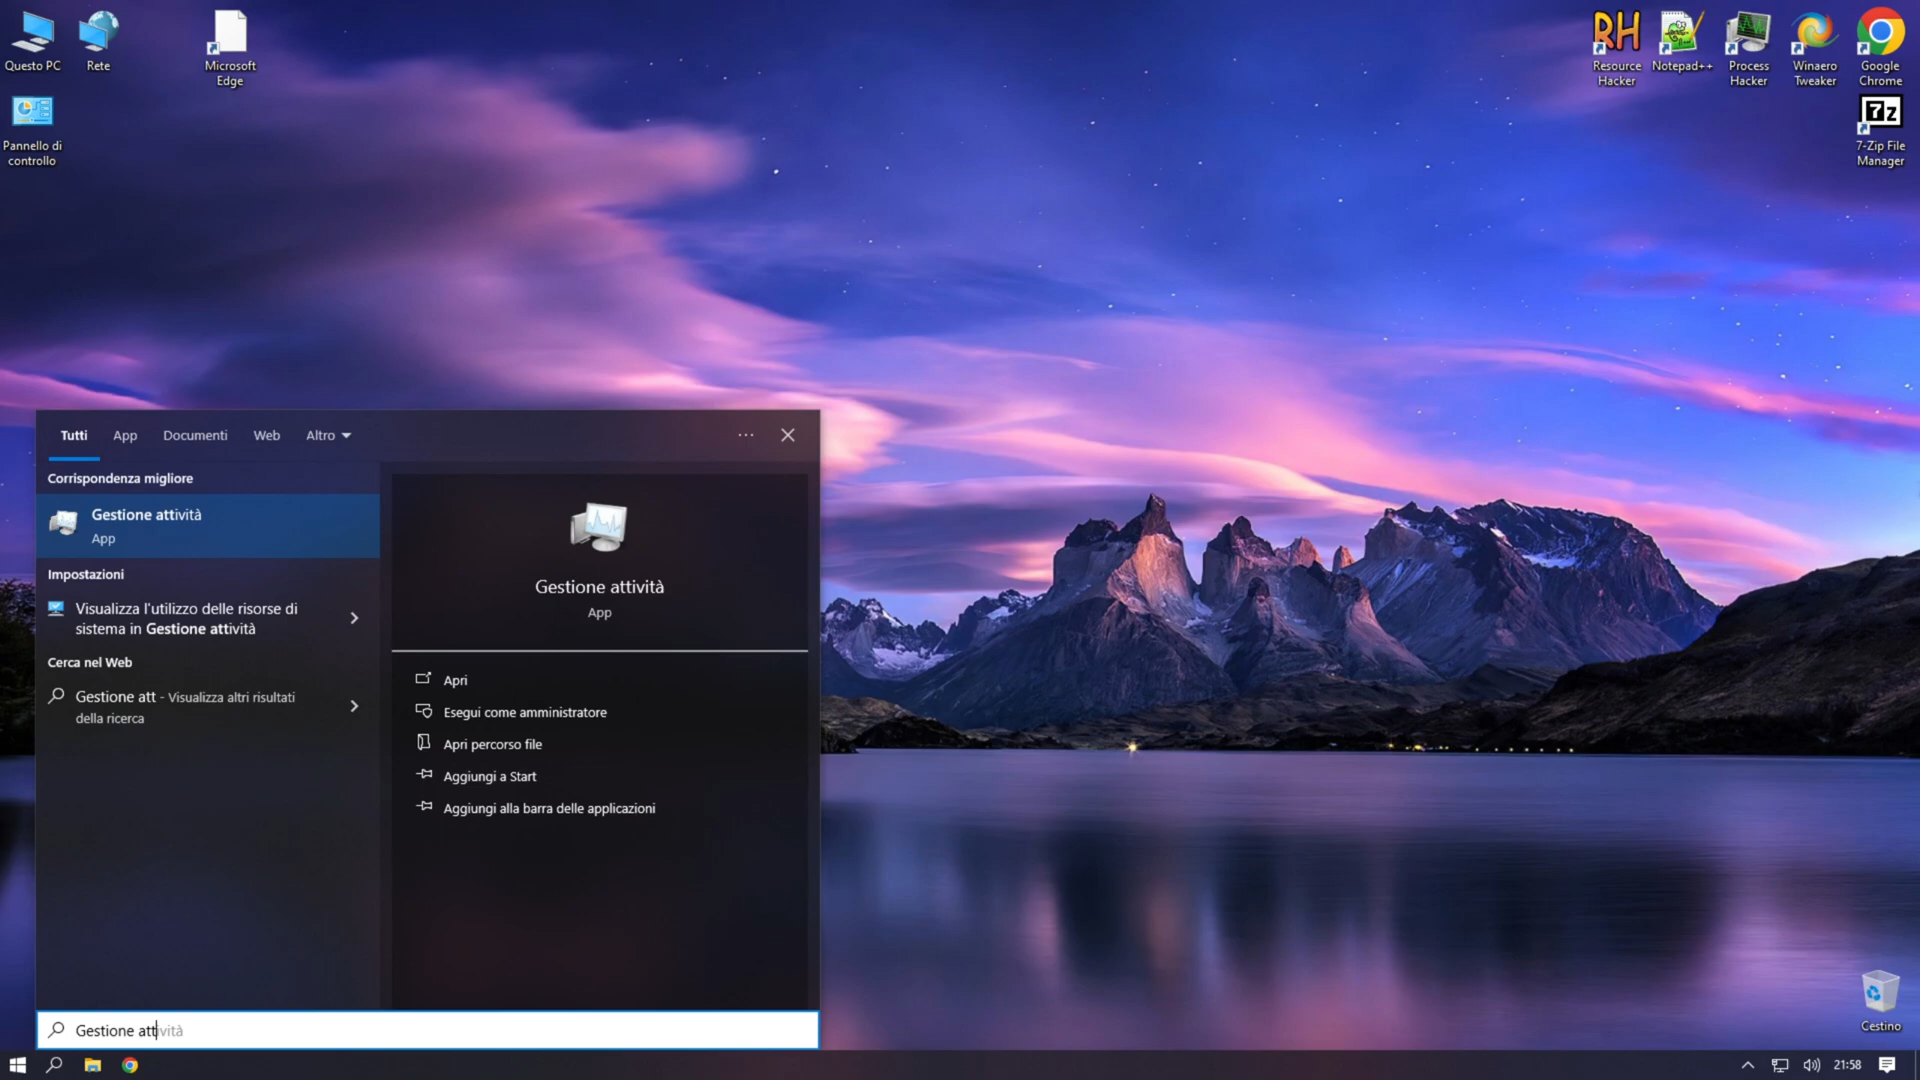 Questo PC
Rete
Microsoft
Edge
Pannello di
controllo
RH
Resource
Hacker
Notepad++
Process
Hacker
Winaero
Tweaker
Google
Chrome
7z
7-Zip File
Manager
Tutti
App
Documenti
Web
Altro
Corrispondenza migliore
Gestione attività
App
Impostazioni
Visualizza l'utilizzo delle risorse di
sistema in Gestione attività
Cerca nel Web
Gestione att - Visualizza altri risultati
della ricerca
Gestione attività
App
Apri
Esegui come amministratore
Apri percorso file
Aggiungi a Start
Aggiungi alla barra delle applicazioni
Gestione attività
Cestino
21:58